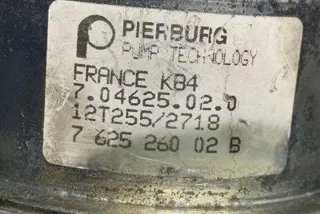 PIERBURG
PUMP TECHNOLOGY
FRANCE KB4
7.04625.02.0
12T255/2718
7 625 260 02 B